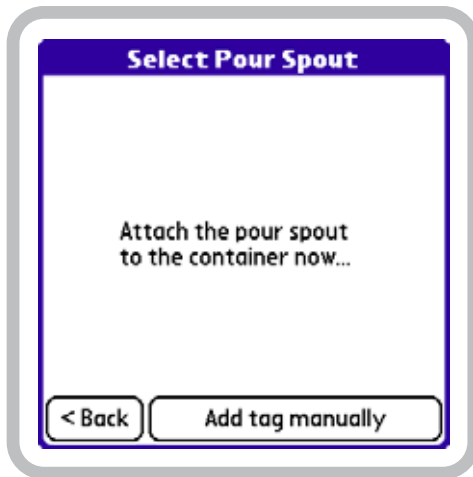 Select Pour Spout
Attach the pour spout
to the container now...
< Back
Add tag manually